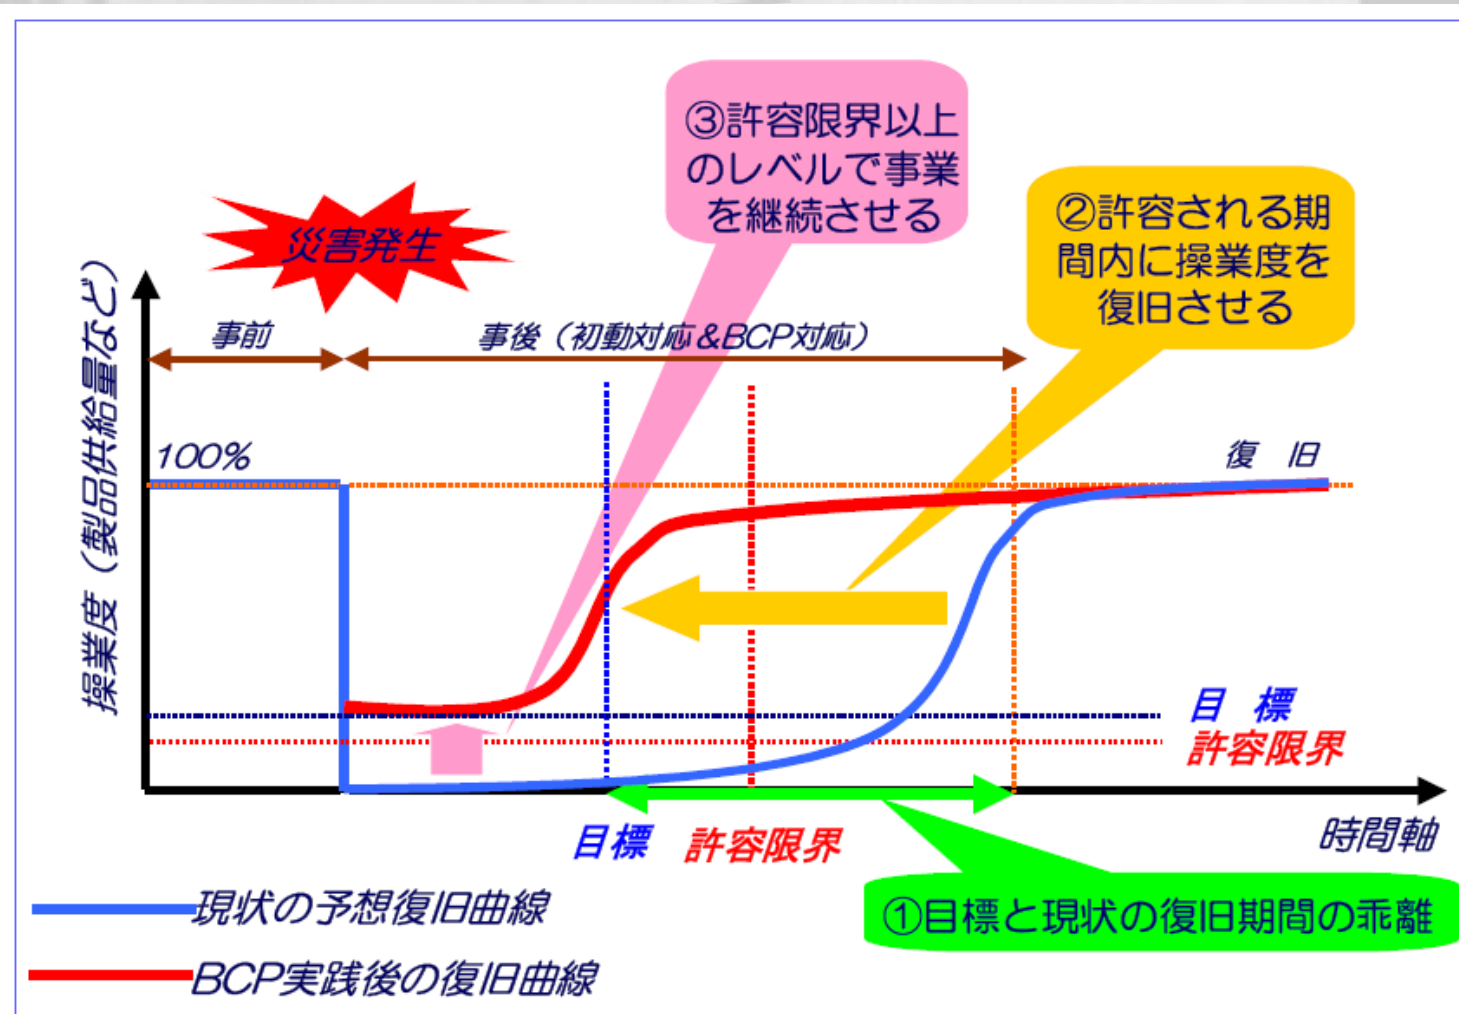 ③許容限界以上
のレベルで事業
を継続させる
②許容される期
間内に操業度を
復旧させる
災害発生
事前
事後（初動対応＆BCP対応）
操業度（製品供給量など）
100%
復　旧
目　標
許容限界
目標
許容限界
時間軸
①目標と現状の復旧期間の乖離
現状の予想復旧曲線
BCP実践後の復旧曲線